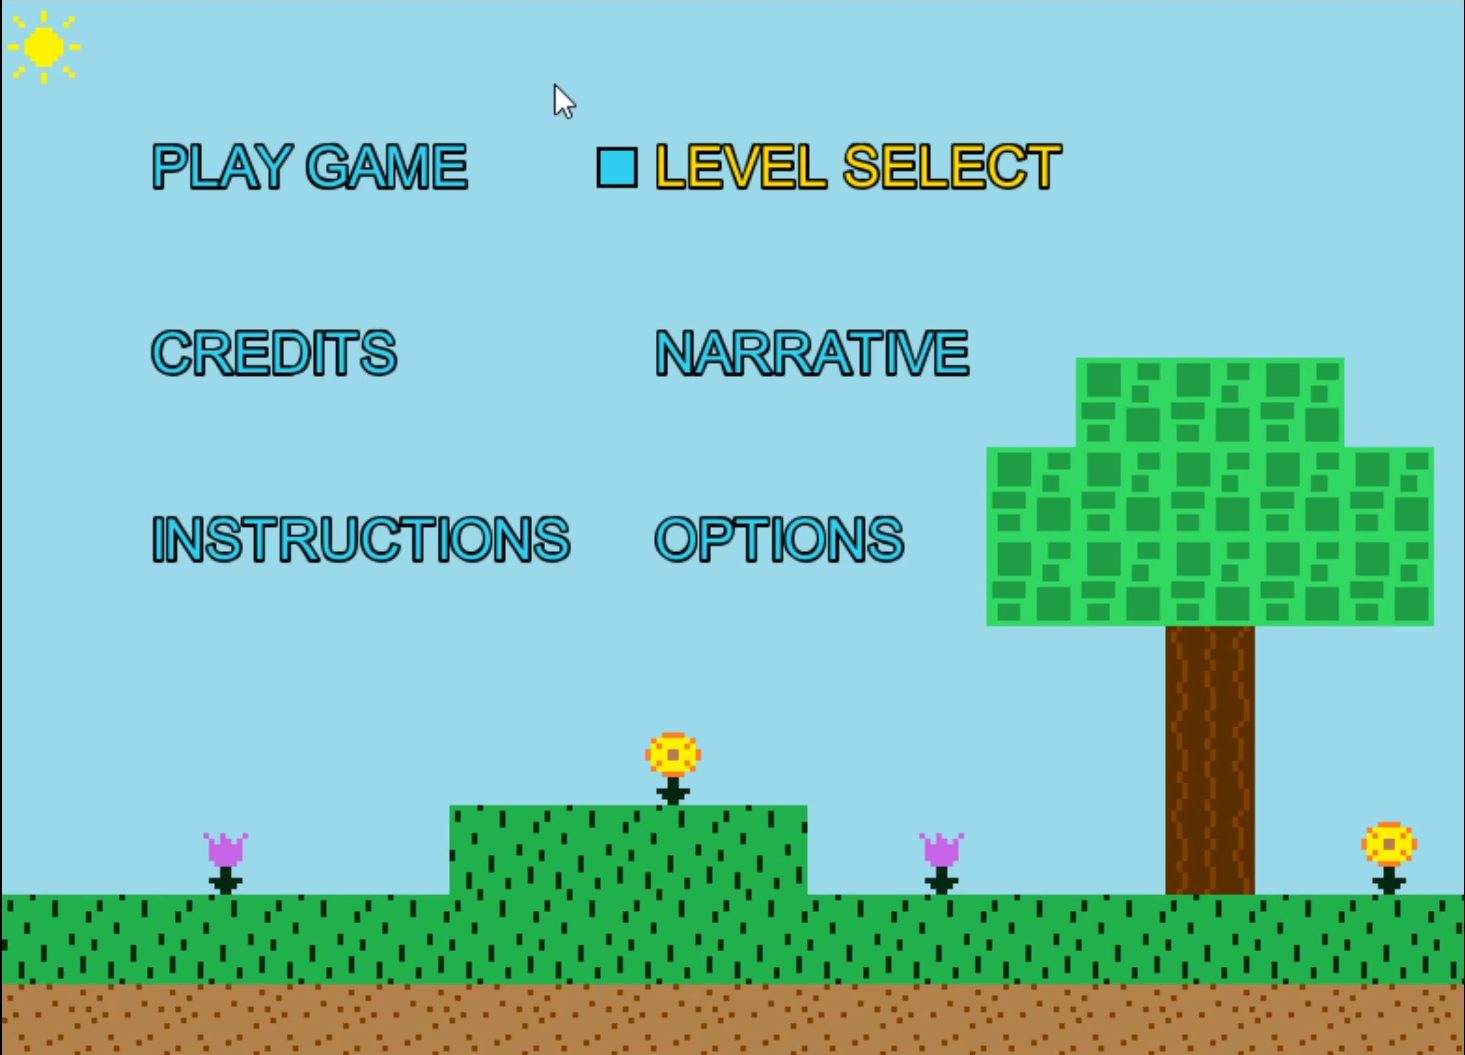 PLAY GAME
LEVEL SELECT
CREDITS
NARRATIVE
INSTRUCTIONS
OPTIONS